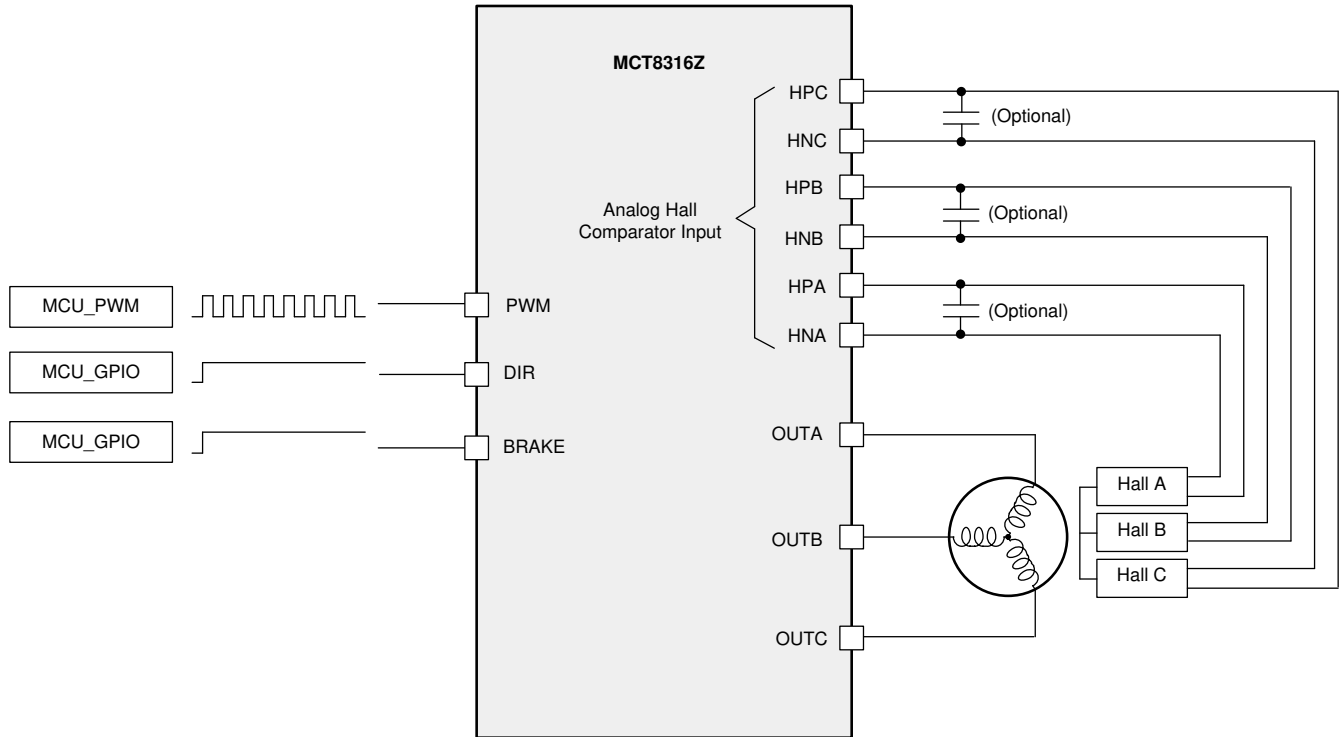 MCT8316Z
HPC
(Optional)
HNC
HPB
Analog Hall
Comparator Input
(Optional)
HNB
HPA
MCU_PWM
PWM
(Optional)
HNA
MCU_GPIO
DIR
MCU_GPIO
BRAKE
OUTA
Hall A
OUTB
Hall B
Hall C
OUTC